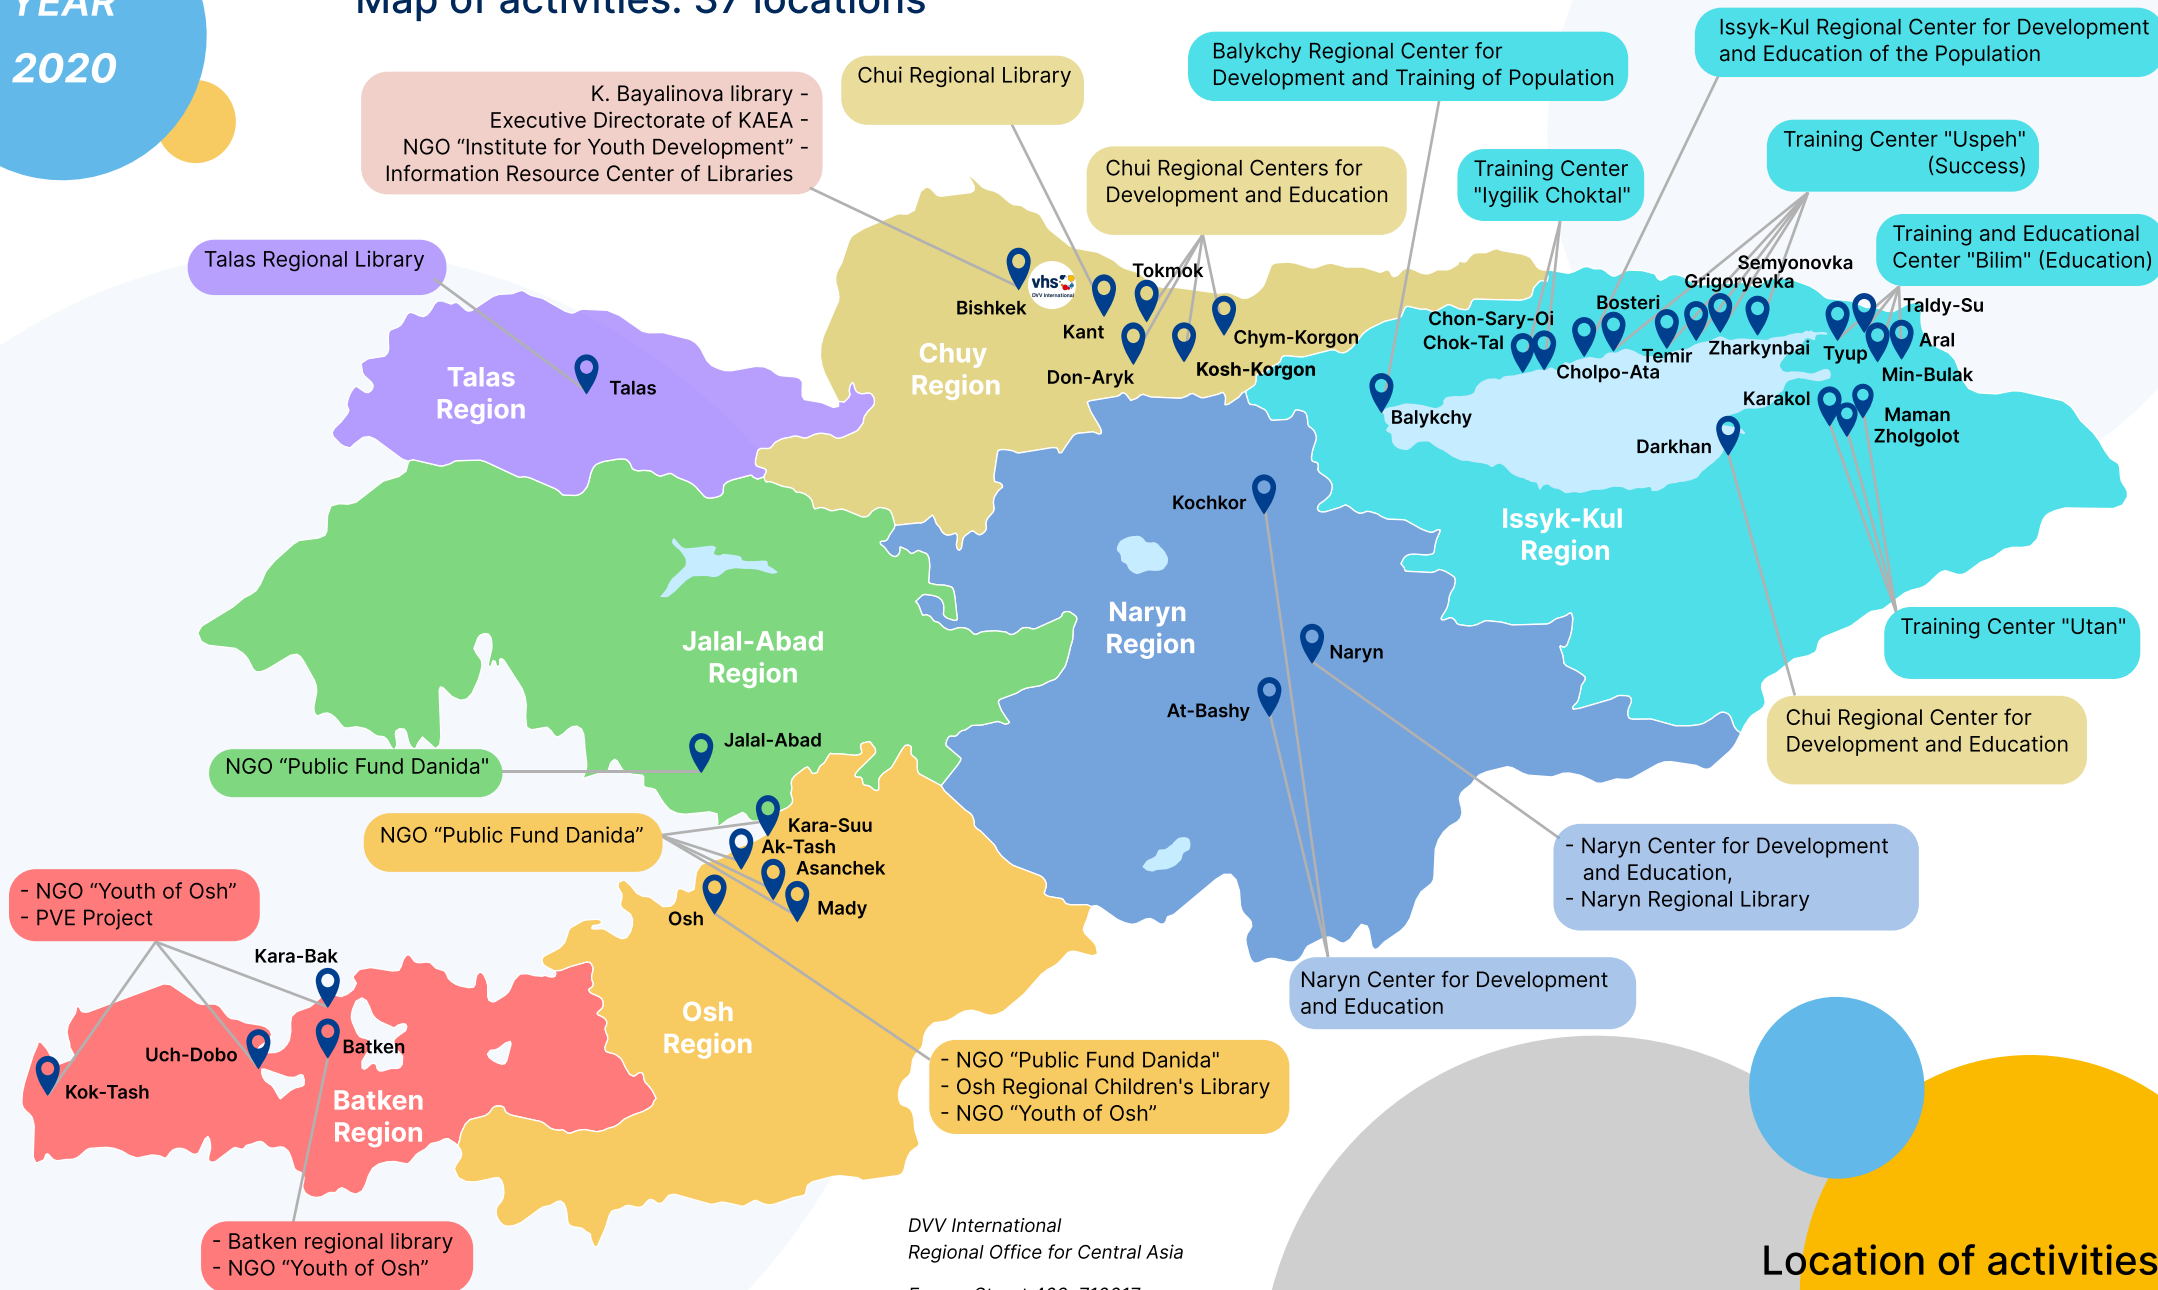 YEAR
2020
Map of activities: 37 locations
K. Bayalinova library -
Executive Directorate of KAEA -
NGO “Institute for Youth Development” -
Information Resource Center of Libraries
Chui Regional Library
Balykchy Regional Center for
Development and Training of Population
Issyk-Kul Regional Center for Development
and Education of the Population
Chui Regional Centers for
Development and Education
Training Center
"Iygilik Choktal"
Training Center "Uspeh"
(Success)
Training and Educational
Center "Bilim" (Education)
Talas Regional Library
Bishkek
vhs
DVV International
Kant
Tokmok
Don-Aryk
Kosh-Korgon
Chym-Korgon
Chuy
Region
Talas
Region
Talas
Chon-Sary-Oi
Chok-Tal
Cholpo-Ata
Bosteri
Temir
Grigoryevka
Semyonovka
Zharkynbai
Tyup
Taldy-Su
Aral
Min-Bulak
Karakol
Maman
Zholgolot
Darkhan
Balykchy
Issyk-Kul
Region
Kochkor
Naryn
Region
Naryn
At-Bashy
Training Center "Utan"
Chui Regional Center for
Development and Education
Jalal-Abad
Region
Jalal-Abad
NGO “Public Fund Danida"
NGO “Public Fund Danida”
Kara-Suu
Ak-Tash
Asanchek
Mady
Osh
- Naryn Center for Development
and Education,
- Naryn Regional Library
Naryn Center for Development
and Education
- NGO “Youth of Osh”
- PVE Project
Kara-Bak
Uch-Dobo
Batken
Kok-Tash
Batken
Region
Osh
Region
- NGO “Public Fund Danida"
- Osh Regional Children's Library
- NGO “Youth of Osh”
- Batken regional library
- NGO “Youth of Osh”
DVV International
Regional Office for Central Asia
Location of activities